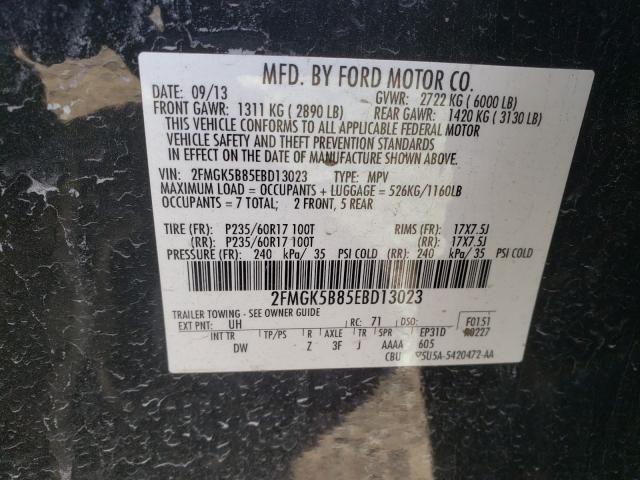 MFD. BY FORD MOTOR CO.
DATE: 09/13 GVWR: 2722 KG ( 6000 LB)
FRONT GAWR: 1311 KG ( 2890 LB) REAR GAWR: 1420 KG ( 3130 LB)
THIS VEHICLE CONFORMS TO ALL APPLICABLE FEDERAL MOTOR
VEHICLE SAFETY AND THEFT PREVENTION STANDARDS
IN EFFECT ON THE DATE OF MANUFACTURE SHOWN ABOVE.
VIN: 2FMGK5B85EBD13023 TYPE: MPV
MAXIMUM LOAD = OCCUPANTS + LUGGAGE = 526KG/1160LB
OCCUPANTS = 7 TOTAL; 2 FRONT, 5 REAR
TIRE (FR): P235/60R17 100T RIMS (FR): 17X7.5J
(RR): P235/60R17 100T (RR): 17X7.5J
PRESSURE (FR): 240 kPa/ 35 PSI COLD (RR): 240 kPa/ 35 PSI COLD
2FMGK5B85EBD13023
TRAILER TOWING - SEE OWNER GUIDE
EXT PNT: UH RC: 71 DSO: F0151
INT TR TP/PS R AXLE TR SPR EP31D
DW Z 3F J AAAA 605